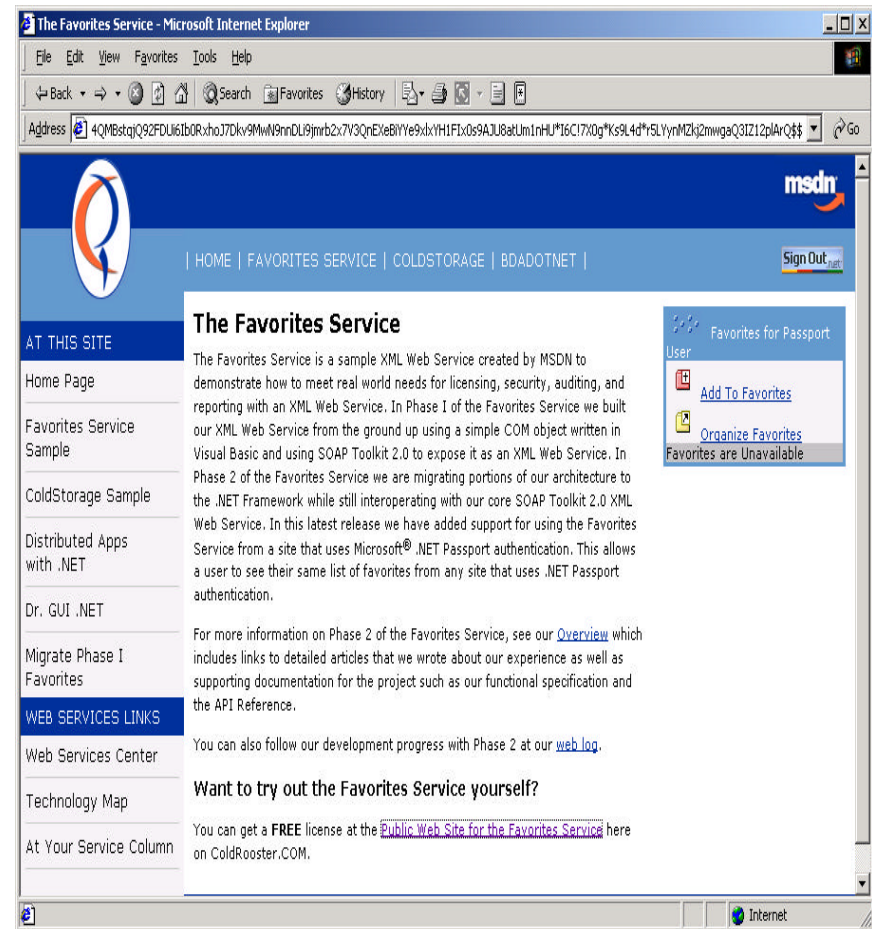 The Favorites Service - Microsoft Internet Explorer
File Edit View Favorites Tools Help
Back Search Favorites History
Address Go
msdn
| HOME | FAVORITES SERVICE | COLDSTORAGE | BDADOTNET |
Sign Out .net
AT THIS SITE
Home Page
Favorites Service
Sample
ColdStorage Sample
Distributed Apps
with .NET
Dr. GUI .NET
Migrate Phase I
Favorites
WEB SERVICES LINKS
Web Services Center
Technology Map
At Your Service Column
The Favorites Service
The Favorites Service is a sample XML Web Service created by MSDN to
demonstrate how to meet real world needs for licensing, security, auditing, and
reporting with an XML Web Service. In Phase I of the Favorites Service we built
our XML Web Service from the ground up using a simple COM object written in
Visual Basic and using SOAP Toolkit 2.0 to expose it as an XML Web Service. In
Phase 2 of the Favorites Service we are migrating portions of our architecture to
the .NET Framework while still interoperating with our core SOAP Toolkit 2.0 XML
Web Service. In this latest release we have added support for using the Favorites
Service from a site that uses Microsoft® .NET Passport authentication. This allows
a user to see their same list of favorites from any site that uses .NET Passport
authentication.
For more information on Phase 2 of the Favorites Service, see our Overview which
includes links to detailed articles that we wrote about our experience as well as
supporting documentation for the project such as our functional specification and
the API Reference.
You can also follow our development progress with Phase 2 at our web log.
Want to try out the Favorites Service yourself?
You can get a FREE license at the Public Web Site for the Favorites Service here
on ColdRooster.COM.
Favorites for Passport
User
Add To Favorites
Organize Favorites
Favorites are Unavailable
Internet